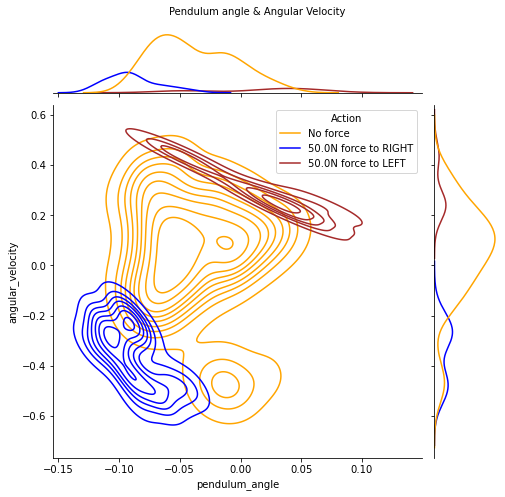 Pendulum angle & Angular Velocity
Action
No force
50.0N force to RIGHT
50.0N force to LEFT
0.6
0.4
0.2
0.0
−0.2
−0.4
−0.6
angular_velocity
−0.15
−0.10
−0.05
0.00
0.05
0.10
pendulum_angle